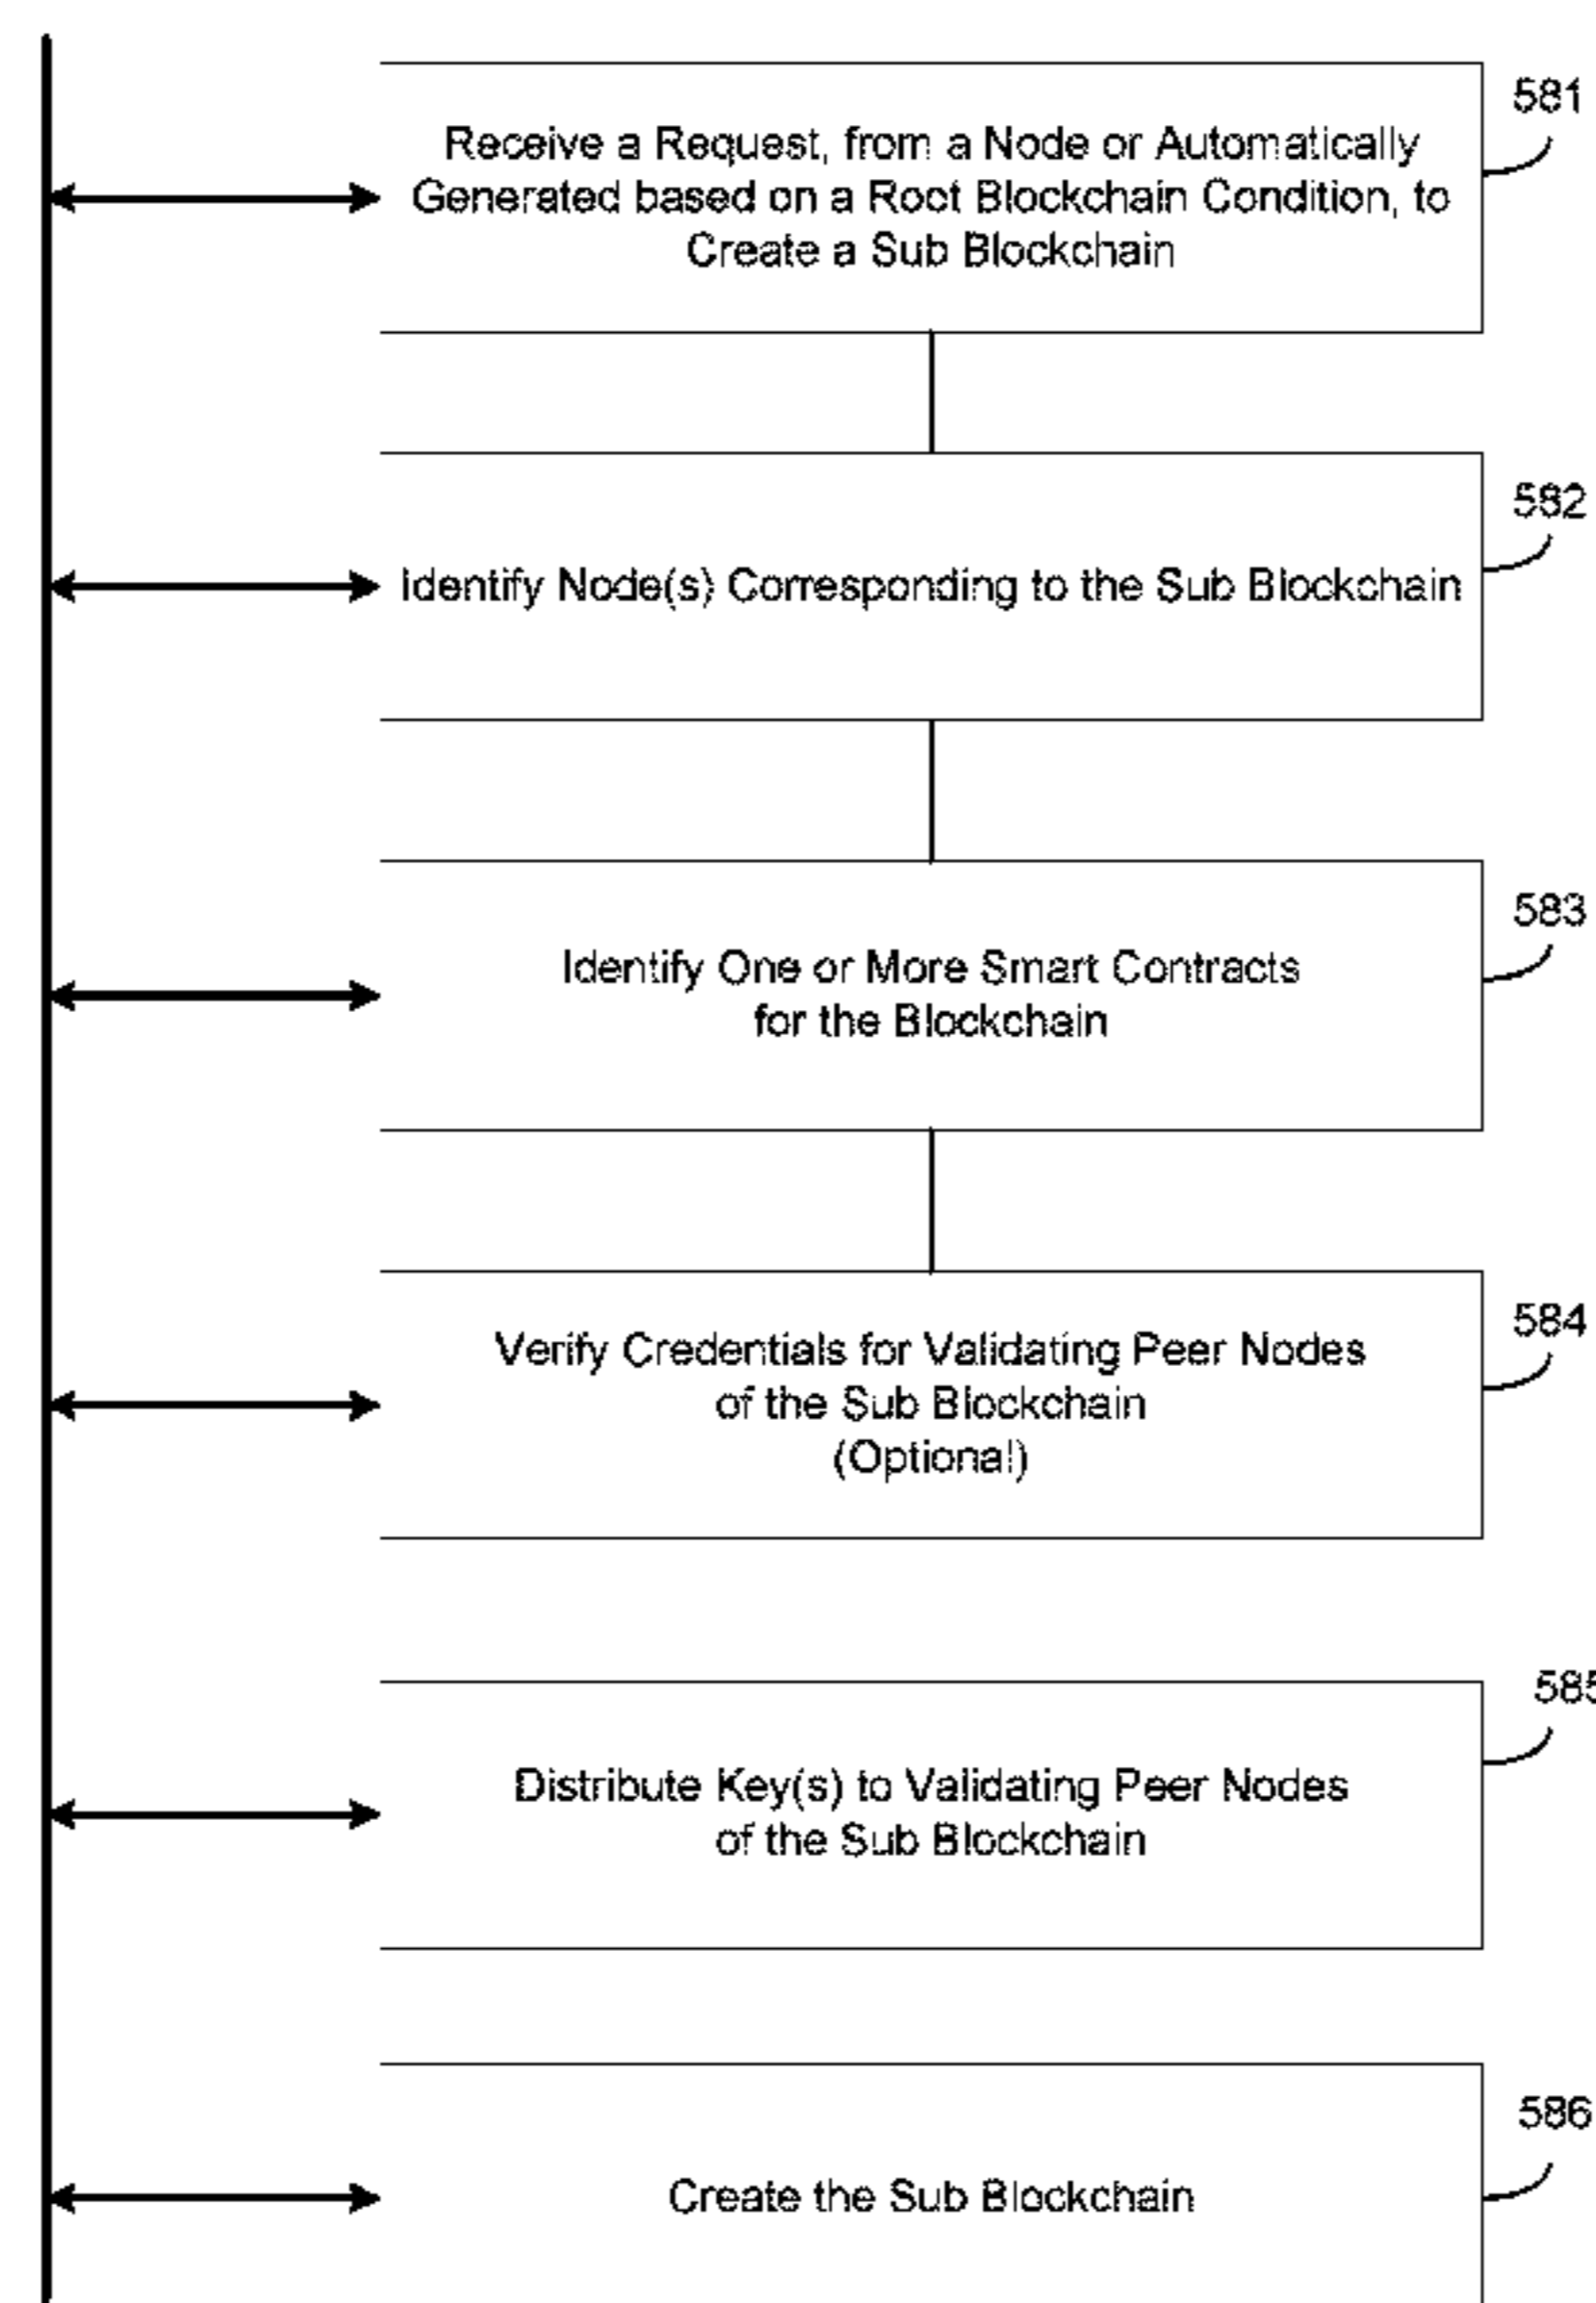 581
Receive a Request, from a Node or Automatically
Generated based on a Root Blockchain Condition, to
Create a Sub Blockchain
582
Identify Node(s) Corresponding to the Sub Blockchain
583
Identify One or More Smart Contracts
for the Blockchain
584
Verify Credentials for Validating Peer Nodes
of the Sub Blockchain
(Optional)
585
Distribute Key(s) to Validating Peer Nodes
of the Sub Blockchain
586
Create the Sub Blockchain